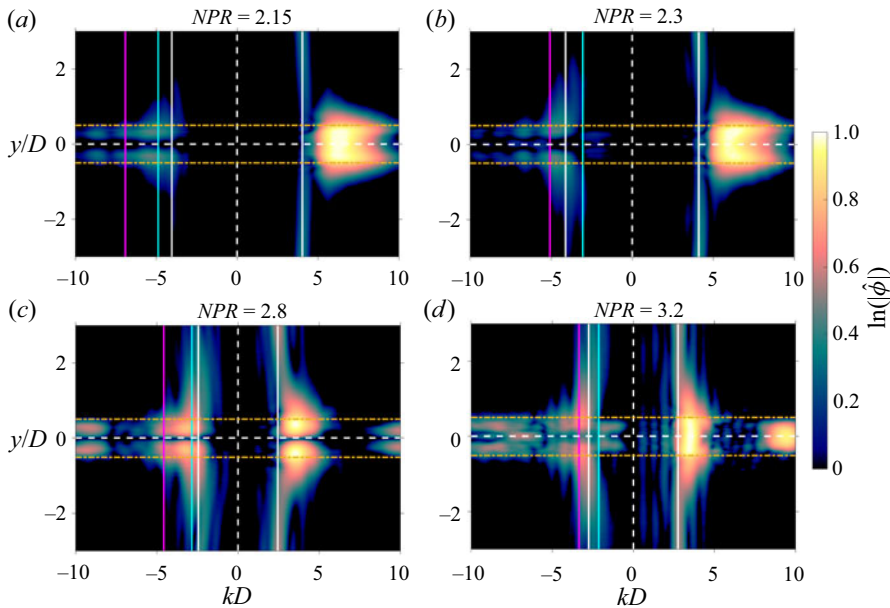 (a) NPR = 2.15
(b) NPR = 2.3
2
y/D 0
−2
−10 −5 0 5 10
2
0
−2
−10 −5 0 5 10
(c) NPR = 2.8
(d) NPR = 3.2
2
y/D 0
−2
−10 −5 0 5 10
kD
2
0
−2
−10 −5 0 5 10
kD
1.0
0.8
0.6
0.4
0.2
0
ln(|ϕ̂|)